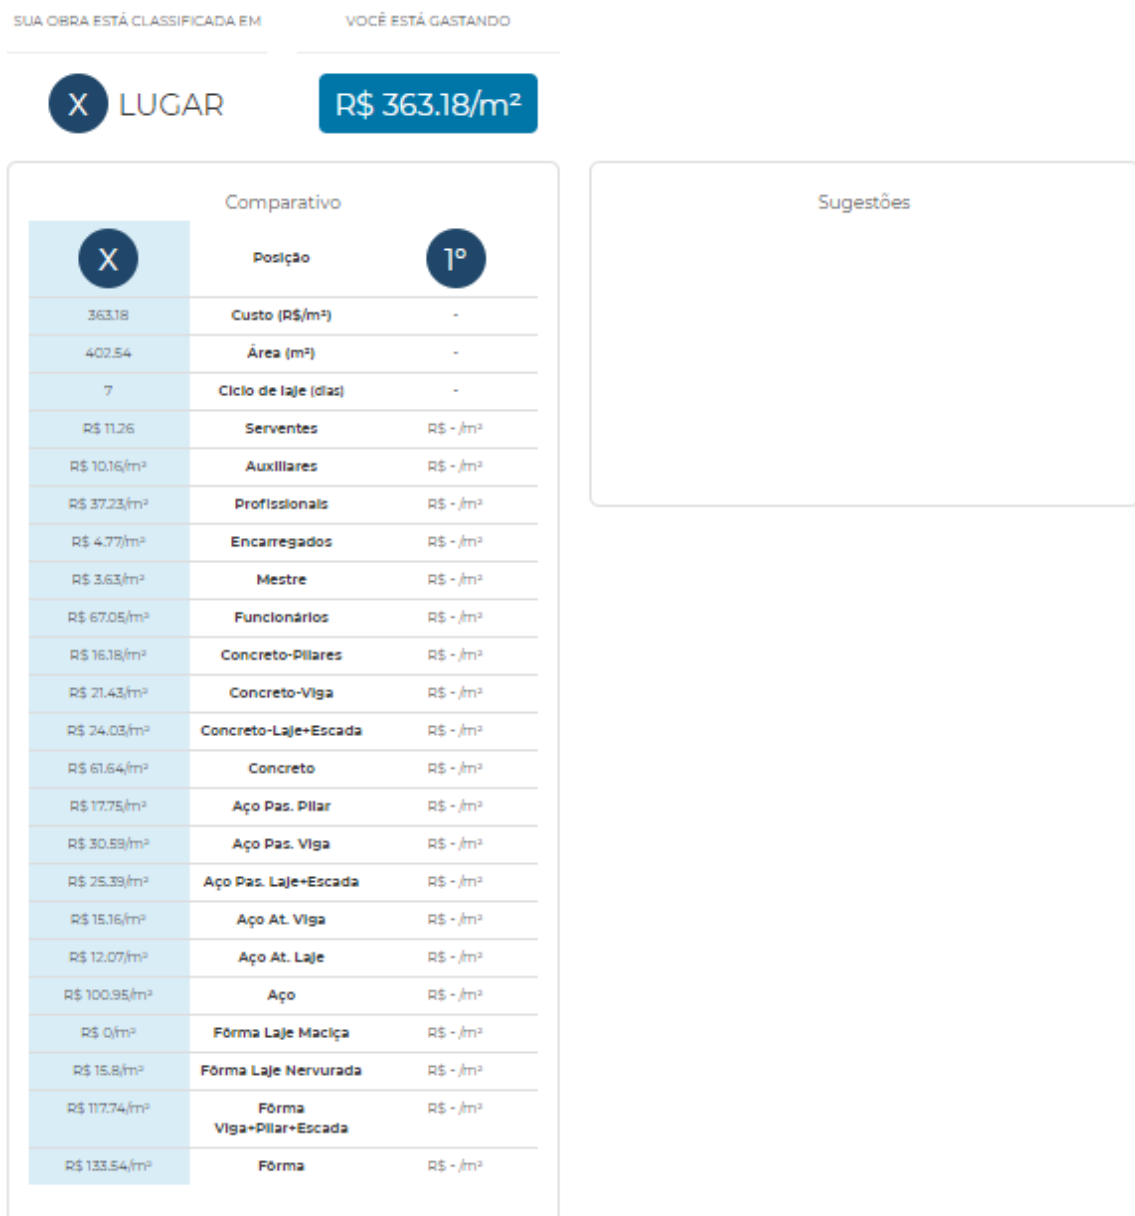 SUA OBRA ESTÁ CLASSIFICADA EM VOCÊ ESTÁ GASTANDO
X LUGAR R$ 363.18/m²
Comparativo
X Posição 1º
363.18 Custo (R$/m²) -
402.54 Área (m²) -
7 Ciclo de laje (dias) -
R$ 11.26 Serventes R$ - /m²
R$ 10.16/m² Auxiliares R$ - /m²
R$ 37.23/m² Profissionais R$ - /m²
R$ 4.77/m² Encarregados R$ - /m²
R$ 3.63/m² Mestre R$ - /m²
R$ 67.05/m² Funcionários R$ - /m²
R$ 16.18/m² Concreto-Pilares R$ - /m²
R$ 21.43/m² Concreto-Viga R$ - /m²
R$ 24.03/m² Concreto-Laje+Escada R$ - /m²
R$ 61.64/m² Concreto R$ - /m²
R$ 17.75/m² Aço Pas. Pilar R$ - /m²
R$ 30.59/m² Aço Pas. Viga R$ - /m²
R$ 25.39/m² Aço Pas. Laje+Escada R$ - /m²
R$ 15.16/m² Aço At. Viga R$ - /m²
R$ 12.07/m² Aço At. Laje R$ - /m²
R$ 100.95/m² Aço R$ - /m²
R$ 0/m² Fôrma Laje Maciça R$ - /m²
R$ 15.8/m² Fôrma Laje Nervurada R$ - /m²
R$ 117.74/m² Fôrma R$ - /m²
Viga+Pilar+Escada
R$ 133.54/m² Fôrma R$ - /m²
Sugestões